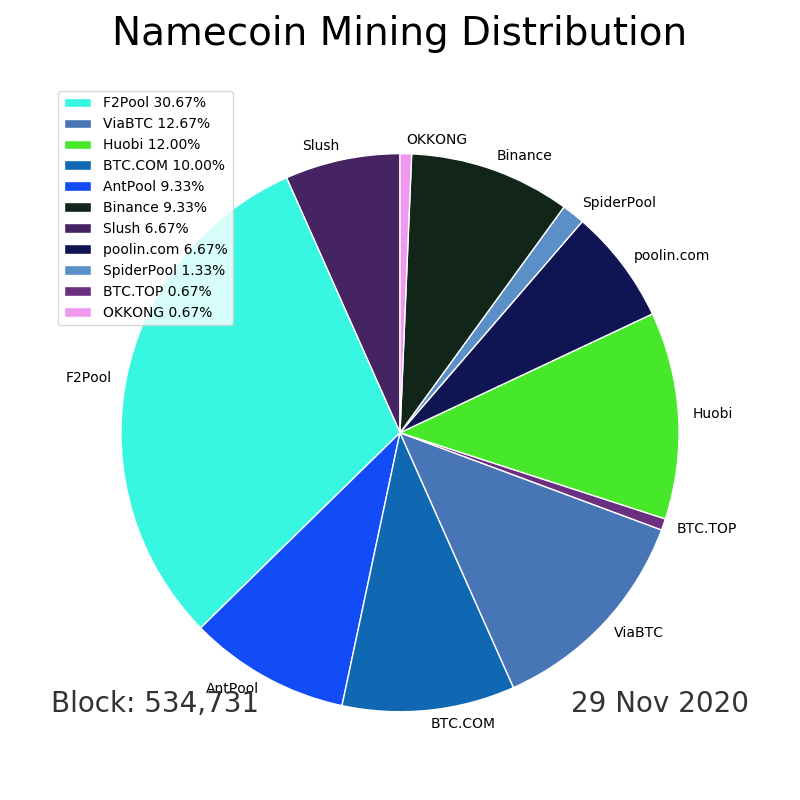 Namecoin Mining Distribution
F2Pool 30.67%
ViaBTC 12.67%
Huobi 12.00%
BTC.COM 10.00%
AntPool 9.33%
Binance 9.33%
Slush 6.67%
poolin.com 6.67%
SpiderPool 1.33%
BTC.TOP 0.67%
OKKONG 0.67%
Slush
OKKONG
Binance
SpiderPool
poolin.com
F2Pool
Huobi
BTC.TOP
ViaBTC
AntPool
BTC.COM
Block: 534,731
29 Nov 2020